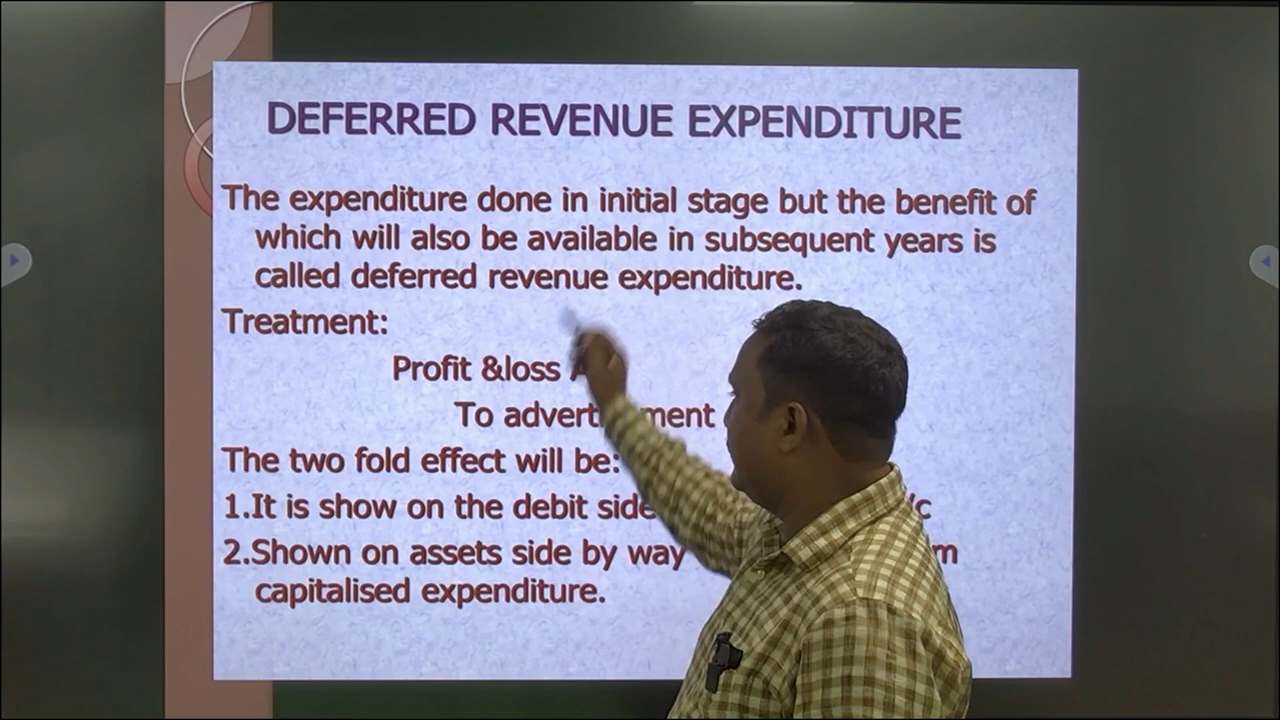 DEFERRED REVENUE EXPENDITURE
The expenditure done in initial stage but the benefit of
which will also be available in subsequent years is
called deferred revenue expenditure.
Treatment:
Profit &loss
To
The two fold effect will be:
1.It is show on the debit side
2.Shown on assets side by way
capitalised expenditure.